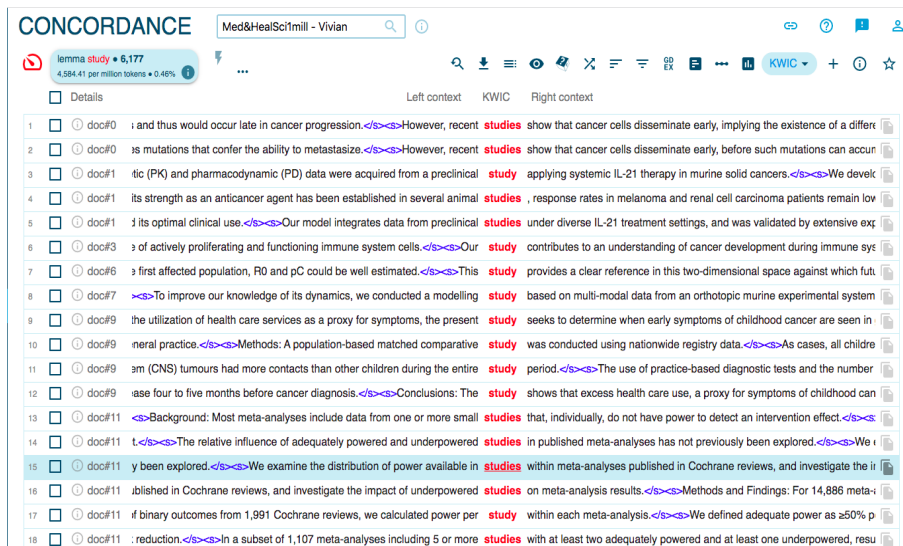 CONCORDANCE Med&HealSci1mill - Vivian
lemma study • 6,177
4,584.41 per million tokens • 0.46%
GD EX KWIC
Details Left context KWIC Right context
1 doc#0 s and thus would occur late in cancer progression.</s><s>However, recent studies show that cancer cells disseminate early, implying the existence of a differe
2 doc#0 es mutations that confer the ability to metastasize.</s><s>However, recent studies show that cancer cells disseminate early, before such mutations can accun
3 doc#1 tic (PK) and pharmacodynamic (PD) data were acquired from a preclinical study applying systemic IL-21 therapy in murine solid cancers.</s><s>We develo
4 doc#1 its strength as an anticancer agent has been established in several animal studies , response rates in melanoma and renal cell carcinoma patients remain low
5 doc#1 d its optimal clinical use.</s><s>Our model integrates data from preclinical studies under diverse IL-21 treatment settings, and was validated by extensive exp
6 doc#3 e of actively proliferating and functioning immune system cells.</s><s>Our study contributes to an understanding of cancer development during immune sys
7 doc#6 e first affected population, R0 and pC could be well estimated.</s><s>This study provides a clear reference in this two-dimensional space against which futu
8 doc#7 ><s>To improve our knowledge of its dynamics, we conducted a modelling study based on multi-modal data from an orthotopic murine experimental system
9 doc#9 the utilization of health care services as a proxy for symptoms, the present study seeks to determine when early symptoms of childhood cancer are seen in
10 doc#9 eneral practice.</s><s>Methods: A population-based matched comparative study was conducted using nationwide registry data.</s><s>As cases, all childre
11 doc#9 em (CNS) tumours had more contacts than other children during the entire study period.</s><s>The use of practice-based diagnostic tests and the number
12 doc#9 ease four to five months before cancer diagnosis.</s><s>Conclusions: The study shows that excess health care use, a proxy for symptoms of childhood can
13 doc#11 <s>Background: Most meta-analyses include data from one or more small studies that, individually, do not have power to detect an intervention effect.</s><s
14 doc#11 t.</s><s>The relative influence of adequately powered and underpowered studies in published meta-analyses has not previously been explored.</s><s>We e
15 doc#11 y been explored.</s><s>We examine the distribution of power available in studies within meta-analyses published in Cochrane reviews, and investigate the i
16 doc#11 ublished in Cochrane reviews, and investigate the impact of underpowered studies on meta-analysis results.</s><s>Methods and Findings: For 14,886 meta-
17 doc#11 of binary outcomes from 1,991 Cochrane reviews, we calculated power per study within each meta-analysis.</s><s>We defined adequate power as ≥50% p
18 doc#11 reduction.</s><s>In a subset of 1,107 meta-analyses including 5 or more studies with at least two adequately powered and at least one underpowered, resu